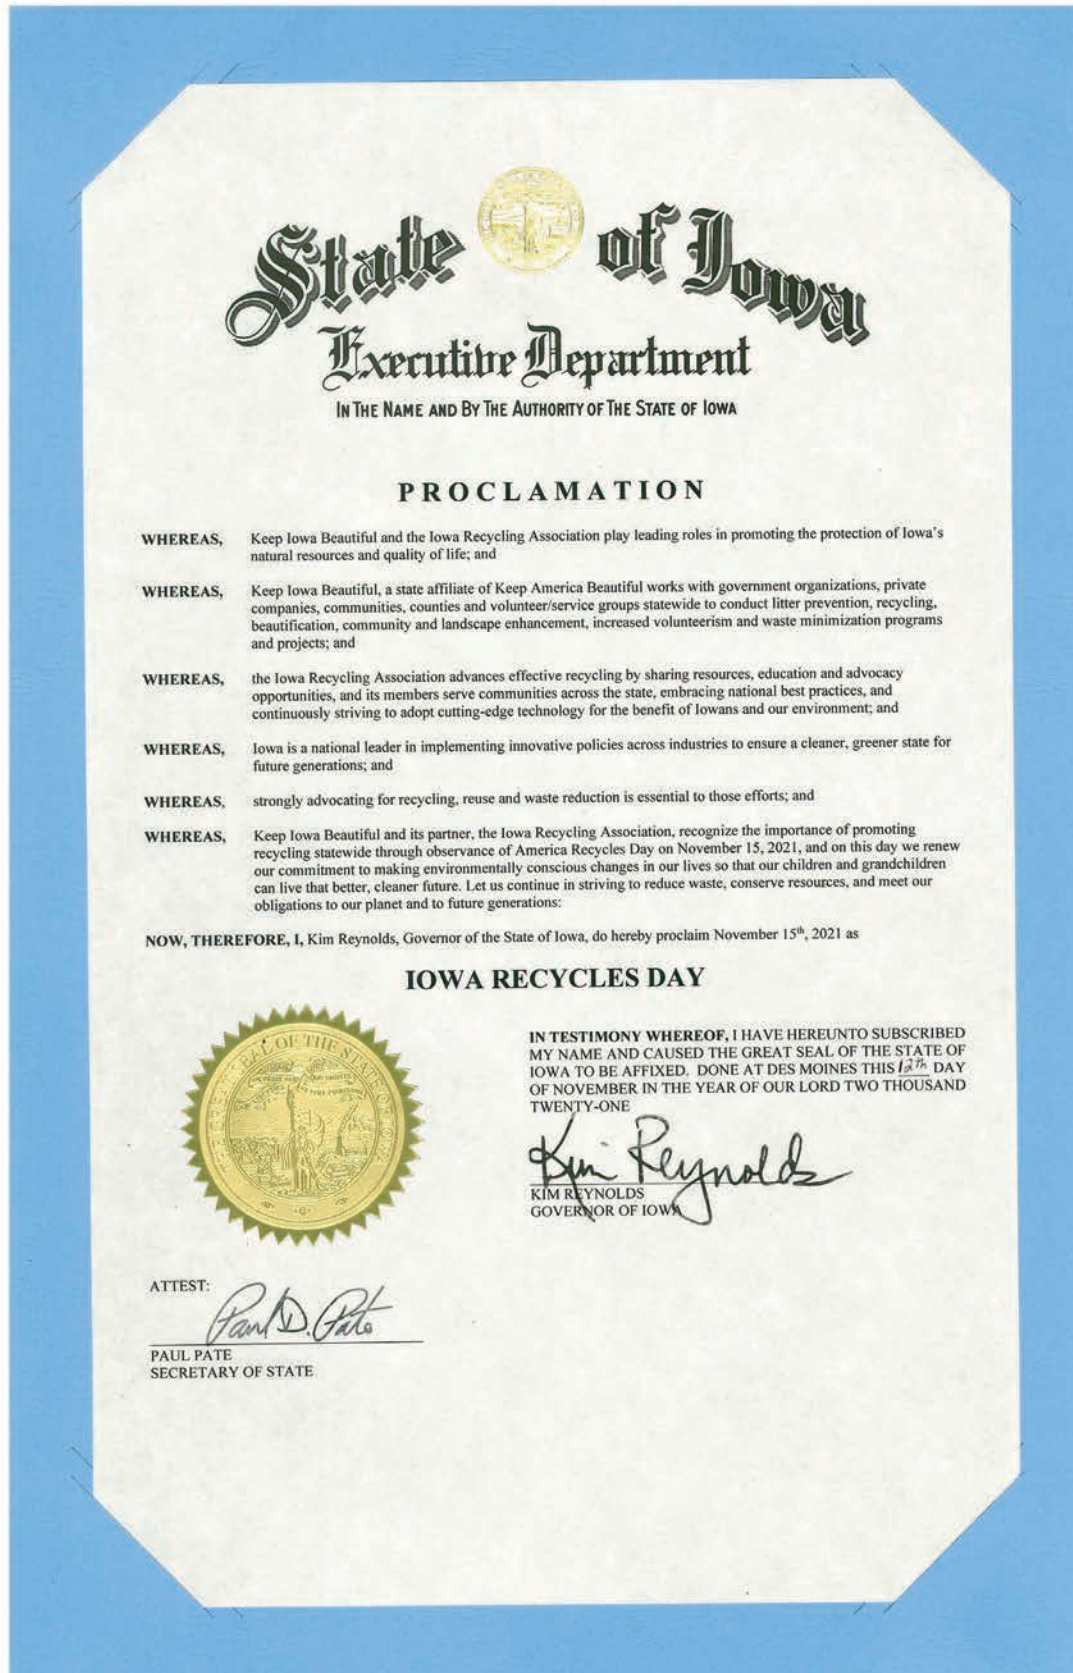 State of Iowa
Executive Department
IN THE NAME AND BY THE AUTHORITY OF THE STATE OF IOWA
PROCLAMATION
WHEREAS, Keep Iowa Beautiful and the Iowa Recycling Association play leading roles in promoting the protection of Iowa's
natural resources and quality of life; and
WHEREAS, Keep Iowa Beautiful, a state affiliate of Keep America Beautiful works with government organizations, private
companies, communities, counties and volunteer/service groups statewide to conduct litter prevention, recycling,
beautification, community and landscape enhancement, increased volunteerism and waste minimization programs
and projects; and
WHEREAS, the Iowa Recycling Association advances effective recycling by sharing resources, education and advocacy
opportunities, and its members serve communities across the state, embracing national best practices, and
continuously striving to adopt cutting-edge technology for the benefit of Iowans and our environment; and
WHEREAS, Iowa is a national leader in implementing innovative policies across industries to ensure a cleaner, greener state for
future generations; and
WHEREAS, strongly advocating for recycling, reuse and waste reduction is essential to those efforts; and
WHEREAS, Keep Iowa Beautiful and its partner, the Iowa Recycling Association, recognize the importance of promoting
recycling statewide through observance of America Recycles Day on November 15, 2021, and on this day we renew
our commitment to making environmentally conscious changes in our lives so that our children and grandchildren
can live that better, cleaner future. Let us continue in striving to reduce waste, conserve resources, and meet our
obligations to our planet and to future generations:
NOW, THEREFORE, I, Kim Reynolds, Governor of the State of Iowa, do hereby proclaim November 15th, 2021 as
IOWA RECYCLES DAY
SEAL OF THE STATE OF IOWA
IN TESTIMONY WHEREOF, I HAVE HEREUNTO SUBSCRIBED
MY NAME AND CAUSED THE GREAT SEAL OF THE STATE OF
IOWA TO BE AFFIXED. DONE AT DES MOINES THIS 12th DAY
OF NOVEMBER IN THE YEAR OF OUR LORD TWO THOUSAND
TWENTY-ONE
Kim Reynolds
KIM REYNOLDS
GOVERNOR OF IOWA
ATTEST:
Paul D. Pate
PAUL PATE
SECRETARY OF STATE